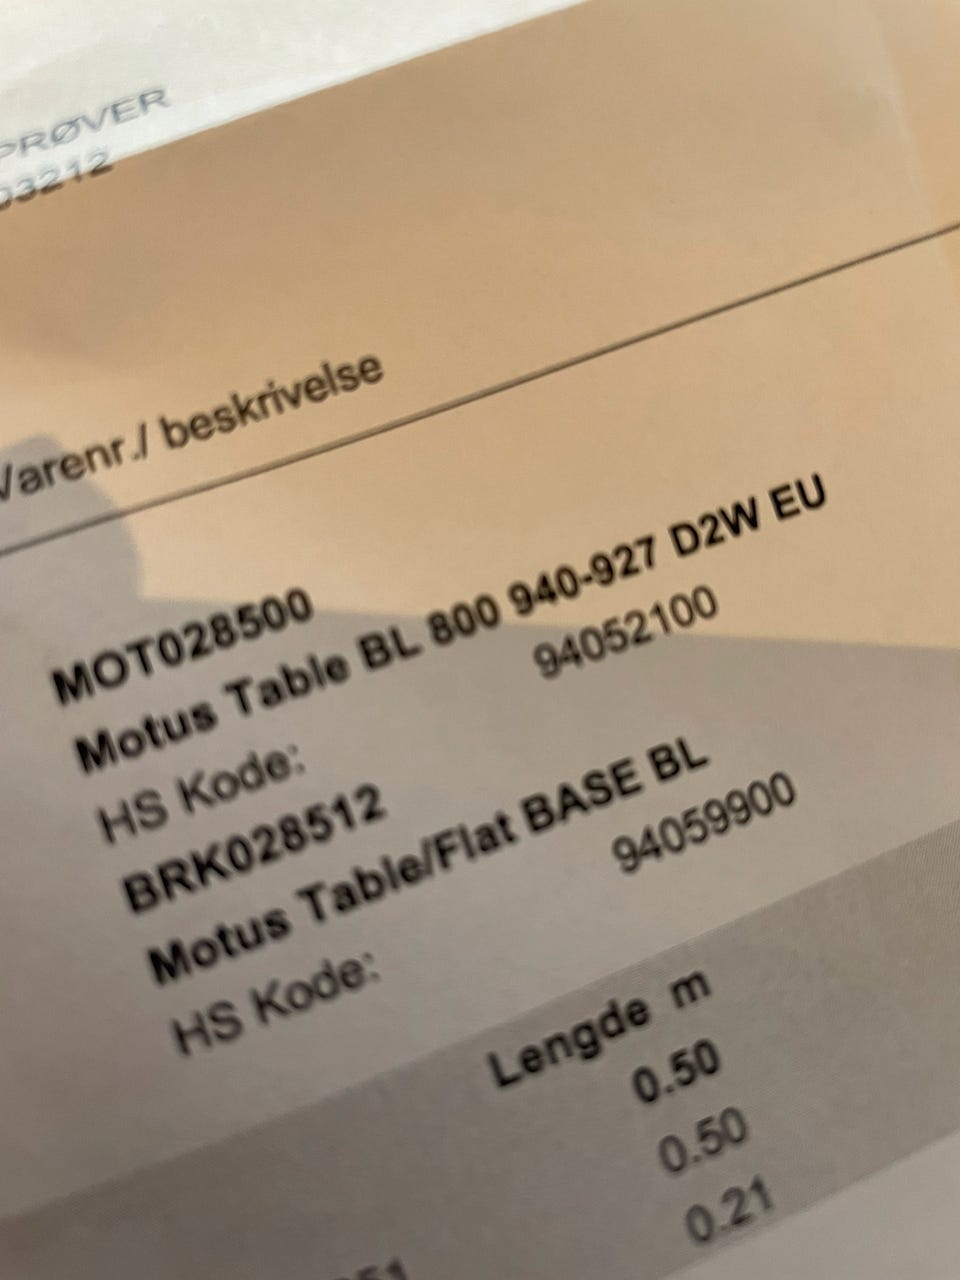 PRØVER
03212
Varenr./ beskrivelse
MOT028500
Motus Table BL 800 940-927 D2W EU
HS Kode: 94052100
BRK028512
Motus Table/Flat BASE BL
HS Kode: 94059900
Lengde m
0.50
0.50
0.21